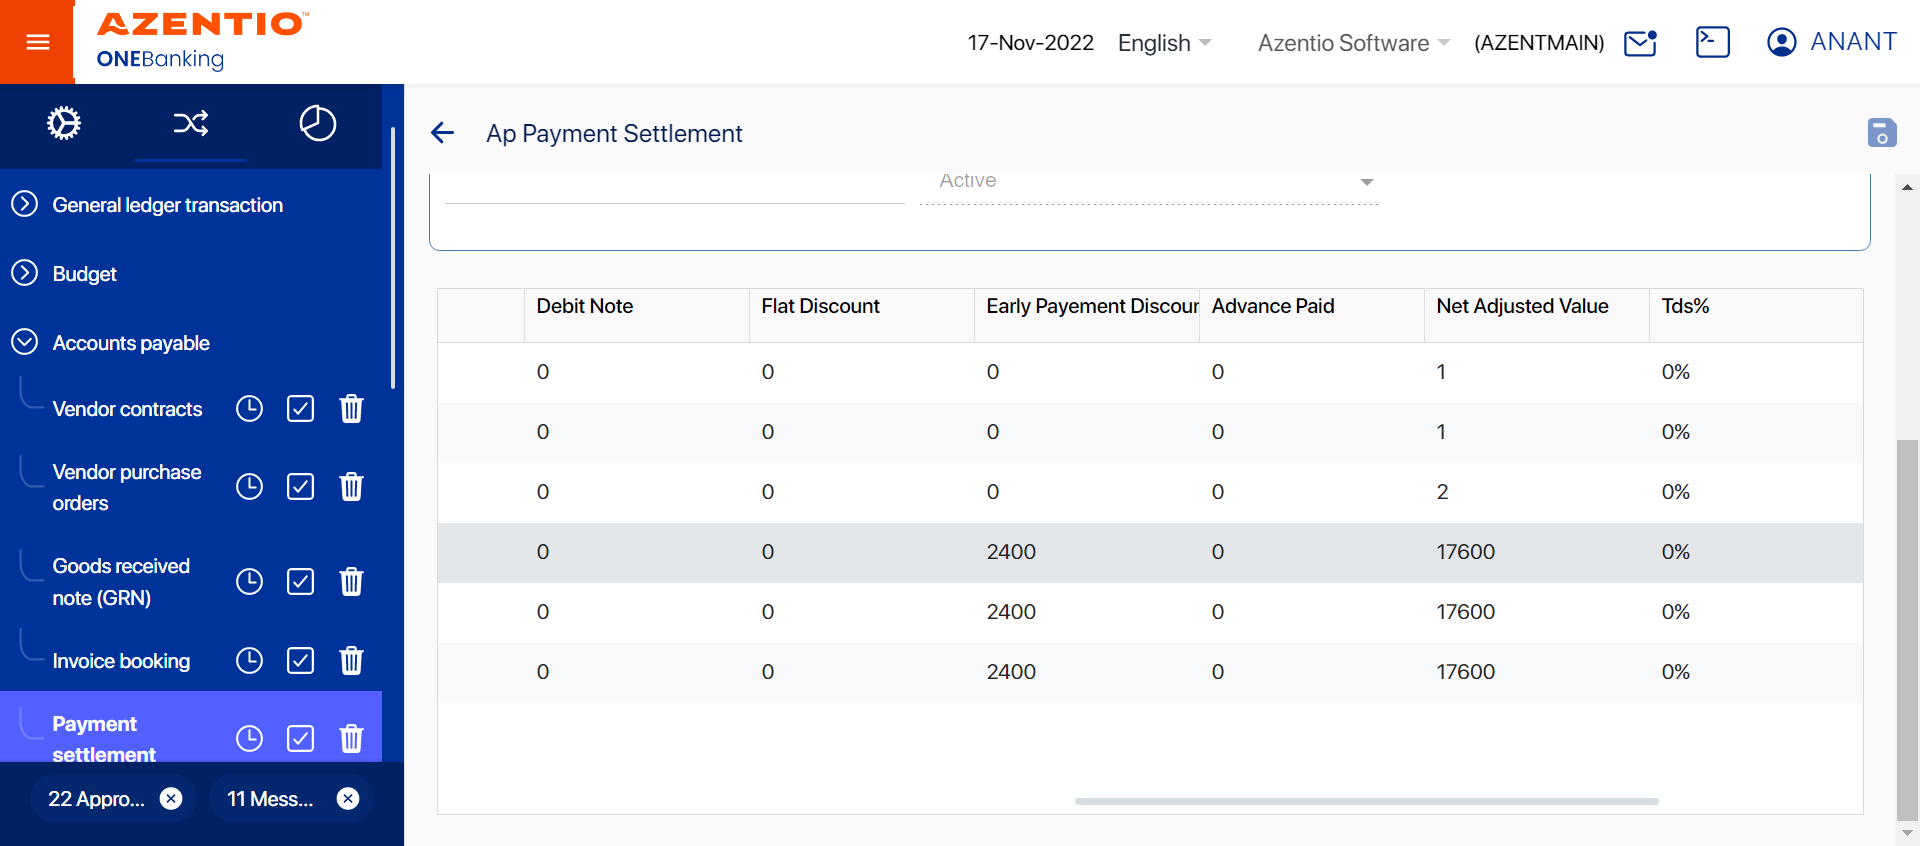 AZENTIO™
ONEBanking
17-Nov-2022 English Azentio Software (AZENTMAIN) ANANT
General ledger transaction
Budget
Accounts payable
Vendor contracts
Vendor purchase
orders
Goods received
note (GRN)
Invoice booking
Payment
settlement
22 Appro...
11 Mess...
Ap Payment Settlement
Active
Debit Note Flat Discount Early Payement Discour Advance Paid Net Adjusted Value Tds%
0 0 0 0 1 0%
0 0 0 0 1 0%
0 0 0 0 2 0%
0 0 2400 0 17600 0%
0 0 2400 0 17600 0%
0 0 2400 0 17600 0%